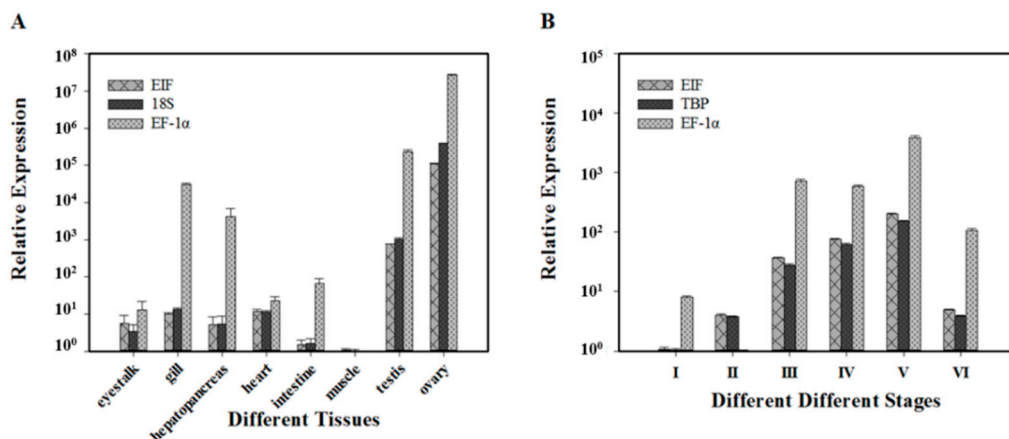 A
Relative Expression
10⁸
10⁷
10⁶
10⁵
10⁴
10³
10²
10¹
10⁰
EIF
18S
EF-1α
eyestalk
gill
hepatopancreas
heart
intestine
muscle
testis
ovary
Different Tissues
B
Relative Expression
10⁵
10⁴
10³
10²
10¹
10⁰
EIF
TBP
EF-1α
I
II
III
IV
V
VI
Different Different Stages